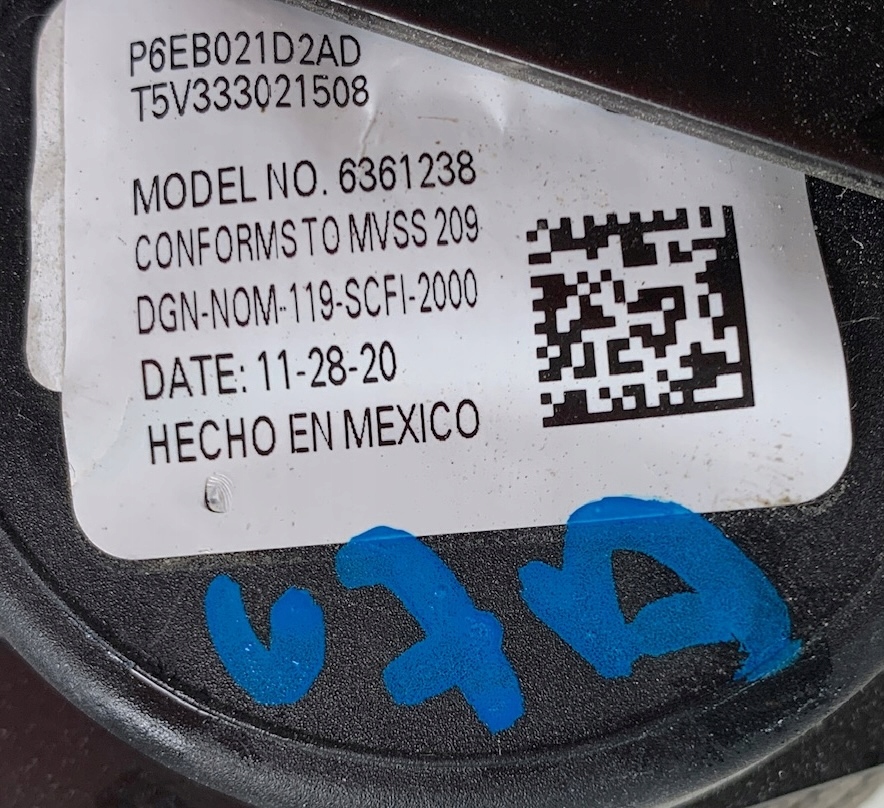 P6EB021D2AD
T5V333021508
MODEL NO. 6361238
CONFORMS TO MVSS 209
DGN-NOM-119-SCFI-2000
DATE: 11-28-20
HECHO EN MEXICO